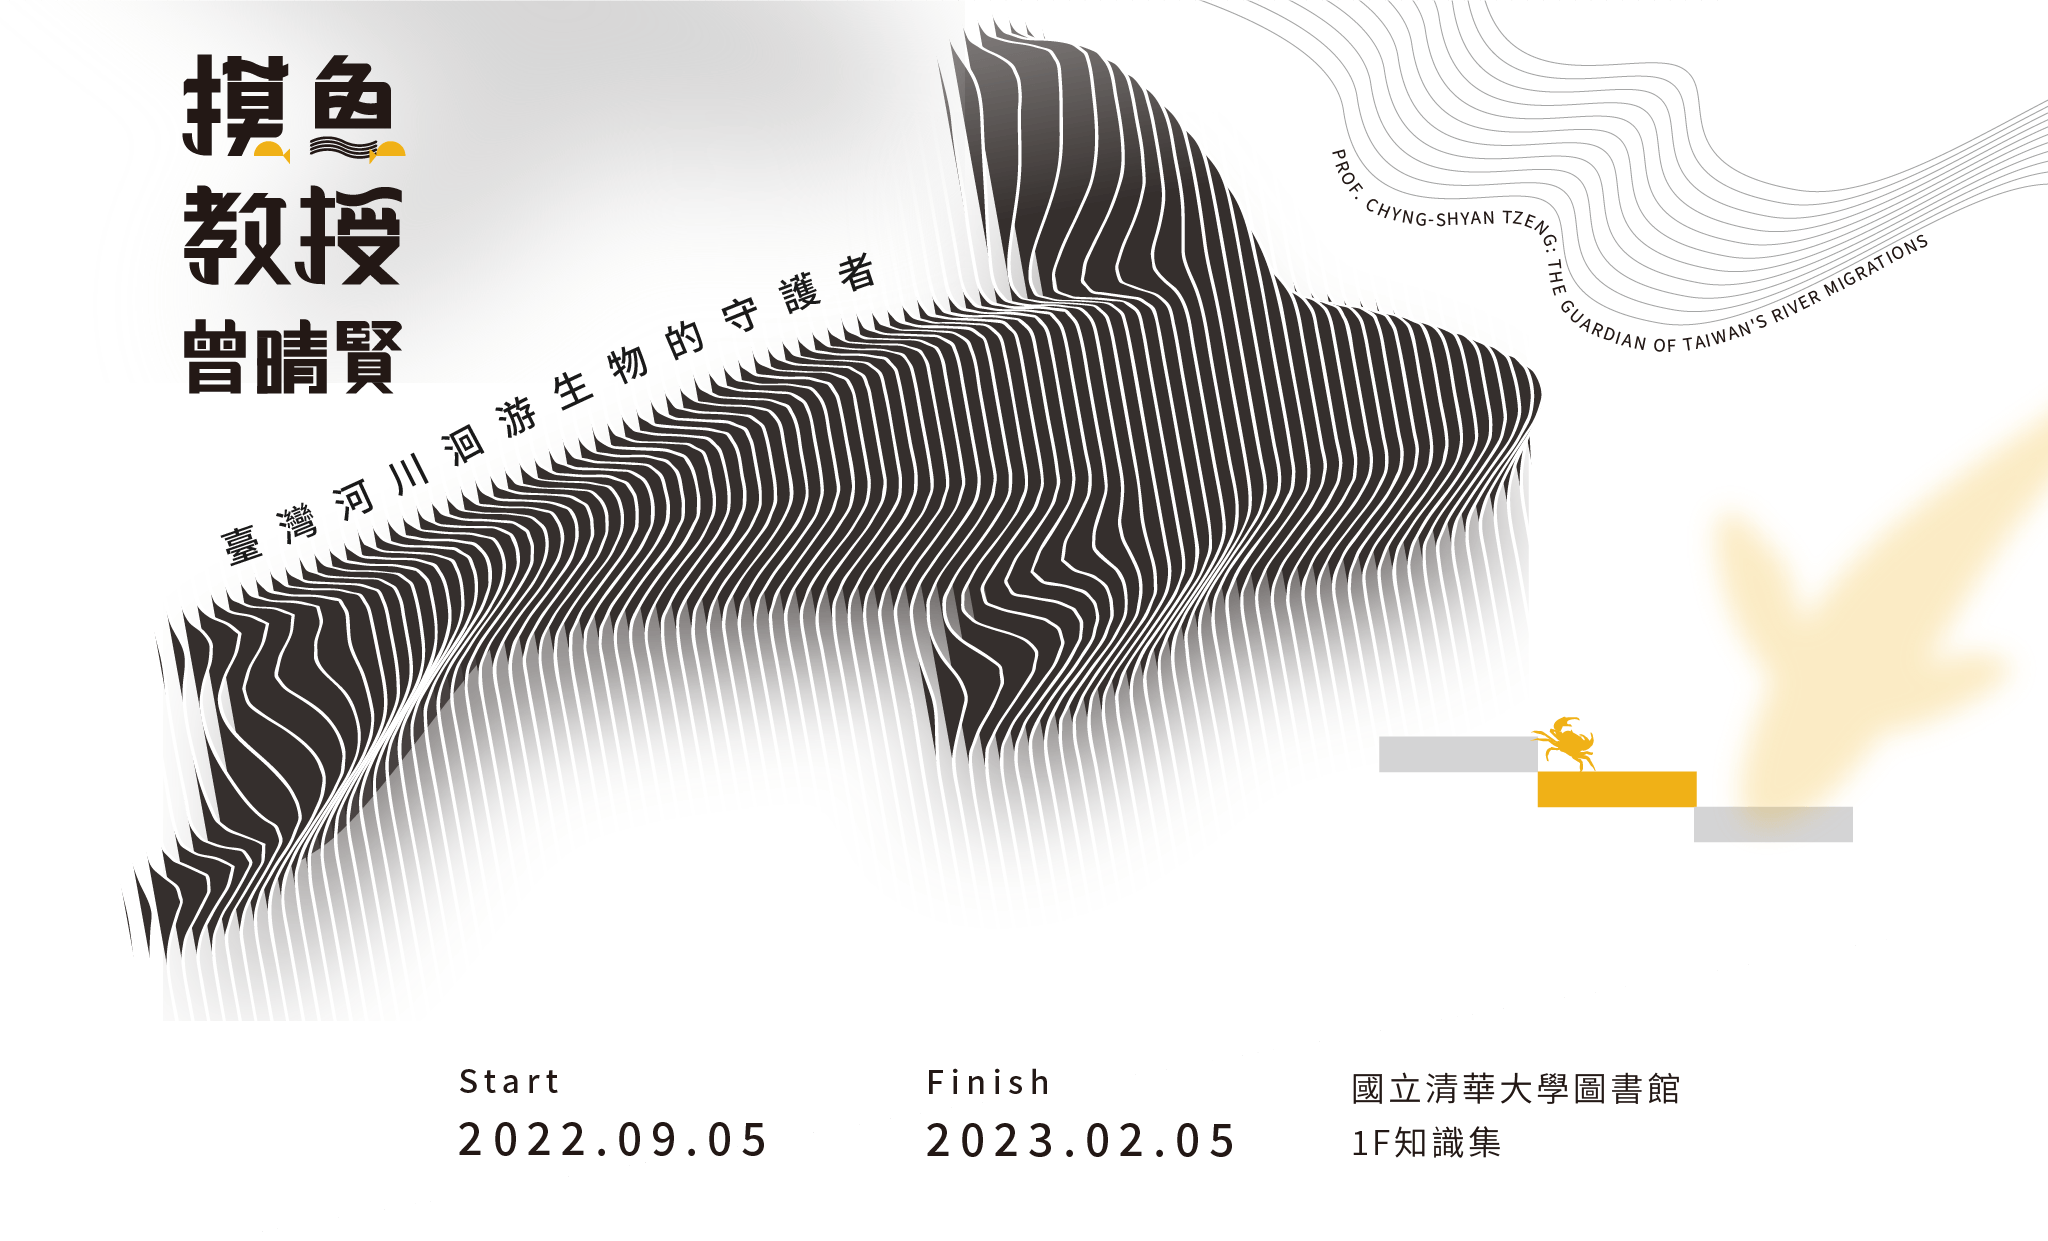 摸魚
教授
曾晴賢
臺灣河川洄游生物的守護者
PROF. CHYNG-SHYAN TZENG: THE GUARDIAN OF TAIWAN'S RIVER MIGRATIONS
Start
2022.09.05
Finish
2023.02.05
國立清華大學圖書館
1F知識集